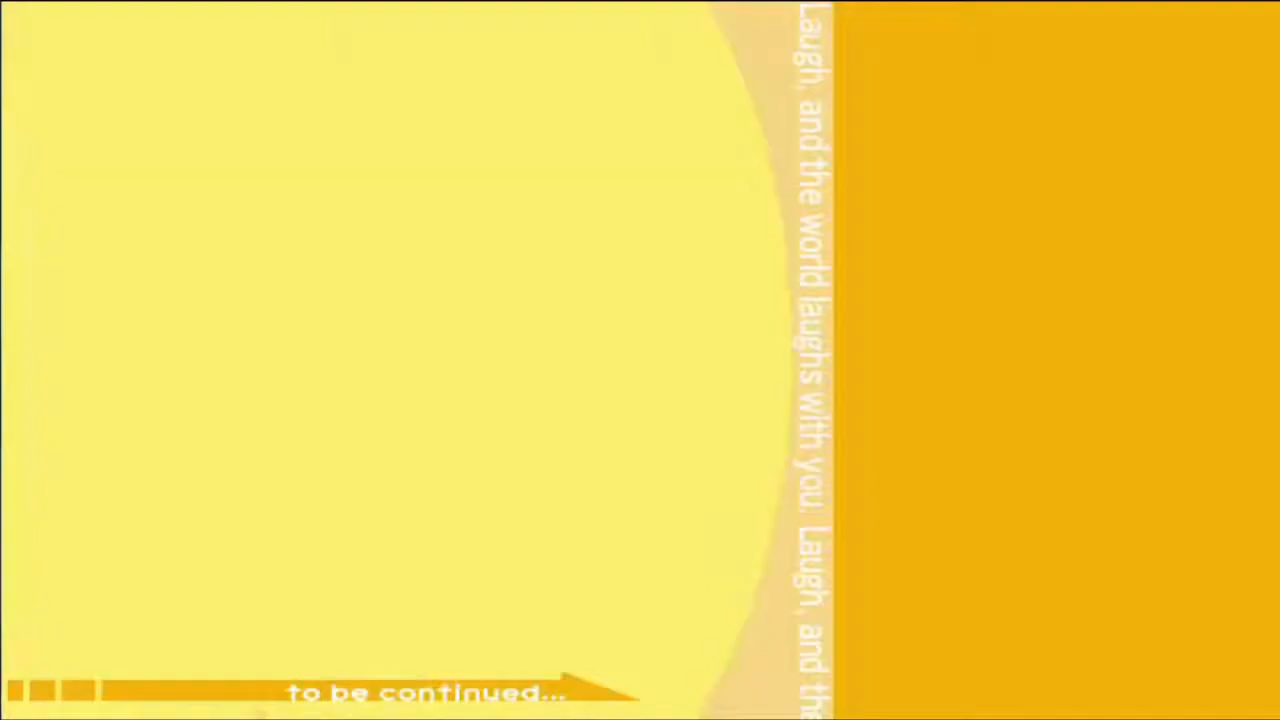 Laugh, and the world laughs with you. Laugh, and the
to be continued...